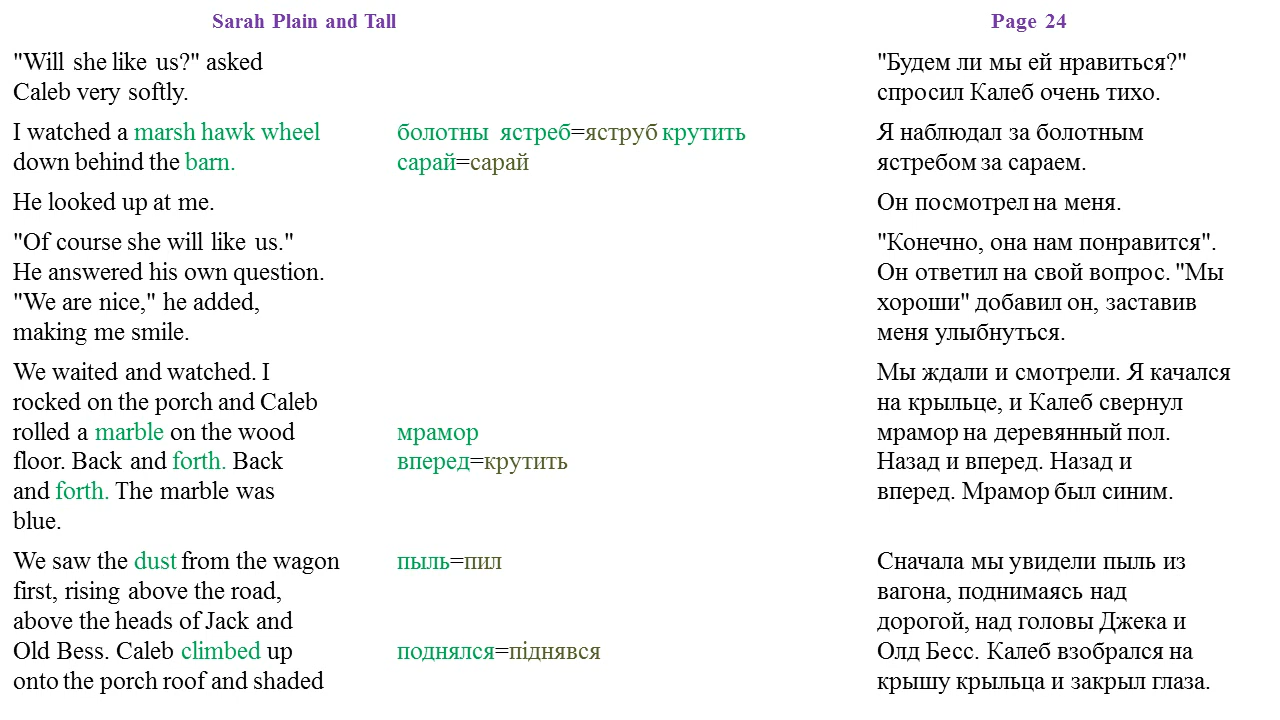 Sarah Plain and Tall
Page 24
"Will she like us?" asked
Caleb very softly.
"Будем ли мы ей нравиться?"
спросил Калеб очень тихо.
I watched a marsh hawk wheel
down behind the barn.
болотны ястреб=яструб крутить
сарай=сарай
Я наблюдал за болотным
ястребом за сараем.
He looked up at me.
Он посмотрел на меня.
"Of course she will like us."
He answered his own question.
"We are nice," he added,
making me smile.
"Конечно, она нам понравится".
Он ответил на свой вопрос. "Мы
хороши" добавил он, заставив
меня улыбнуться.
We waited and watched. I
rocked on the porch and Caleb
rolled a marble on the wood
floor. Back and forth. Back
and forth. The marble was
blue.
мрамор
вперед=крутить
Мы ждали и смотрели. Я качался
на крыльце, и Калеб свернул
мрамор на деревянный пол.
Назад и вперед. Назад и
вперед. Мрамор был синим.
We saw the dust from the wagon
first, rising above the road,
above the heads of Jack and
Old Bess. Caleb climbed up
onto the porch roof and shaded
пыль=пил
поднялся=піднявся
Сначала мы увидели пыль из
вагона, поднимаясь над
дорогой, над головы Джека и
Олд Бесс. Калеб взобрался на
крышу крыльца и закрыл глаза.